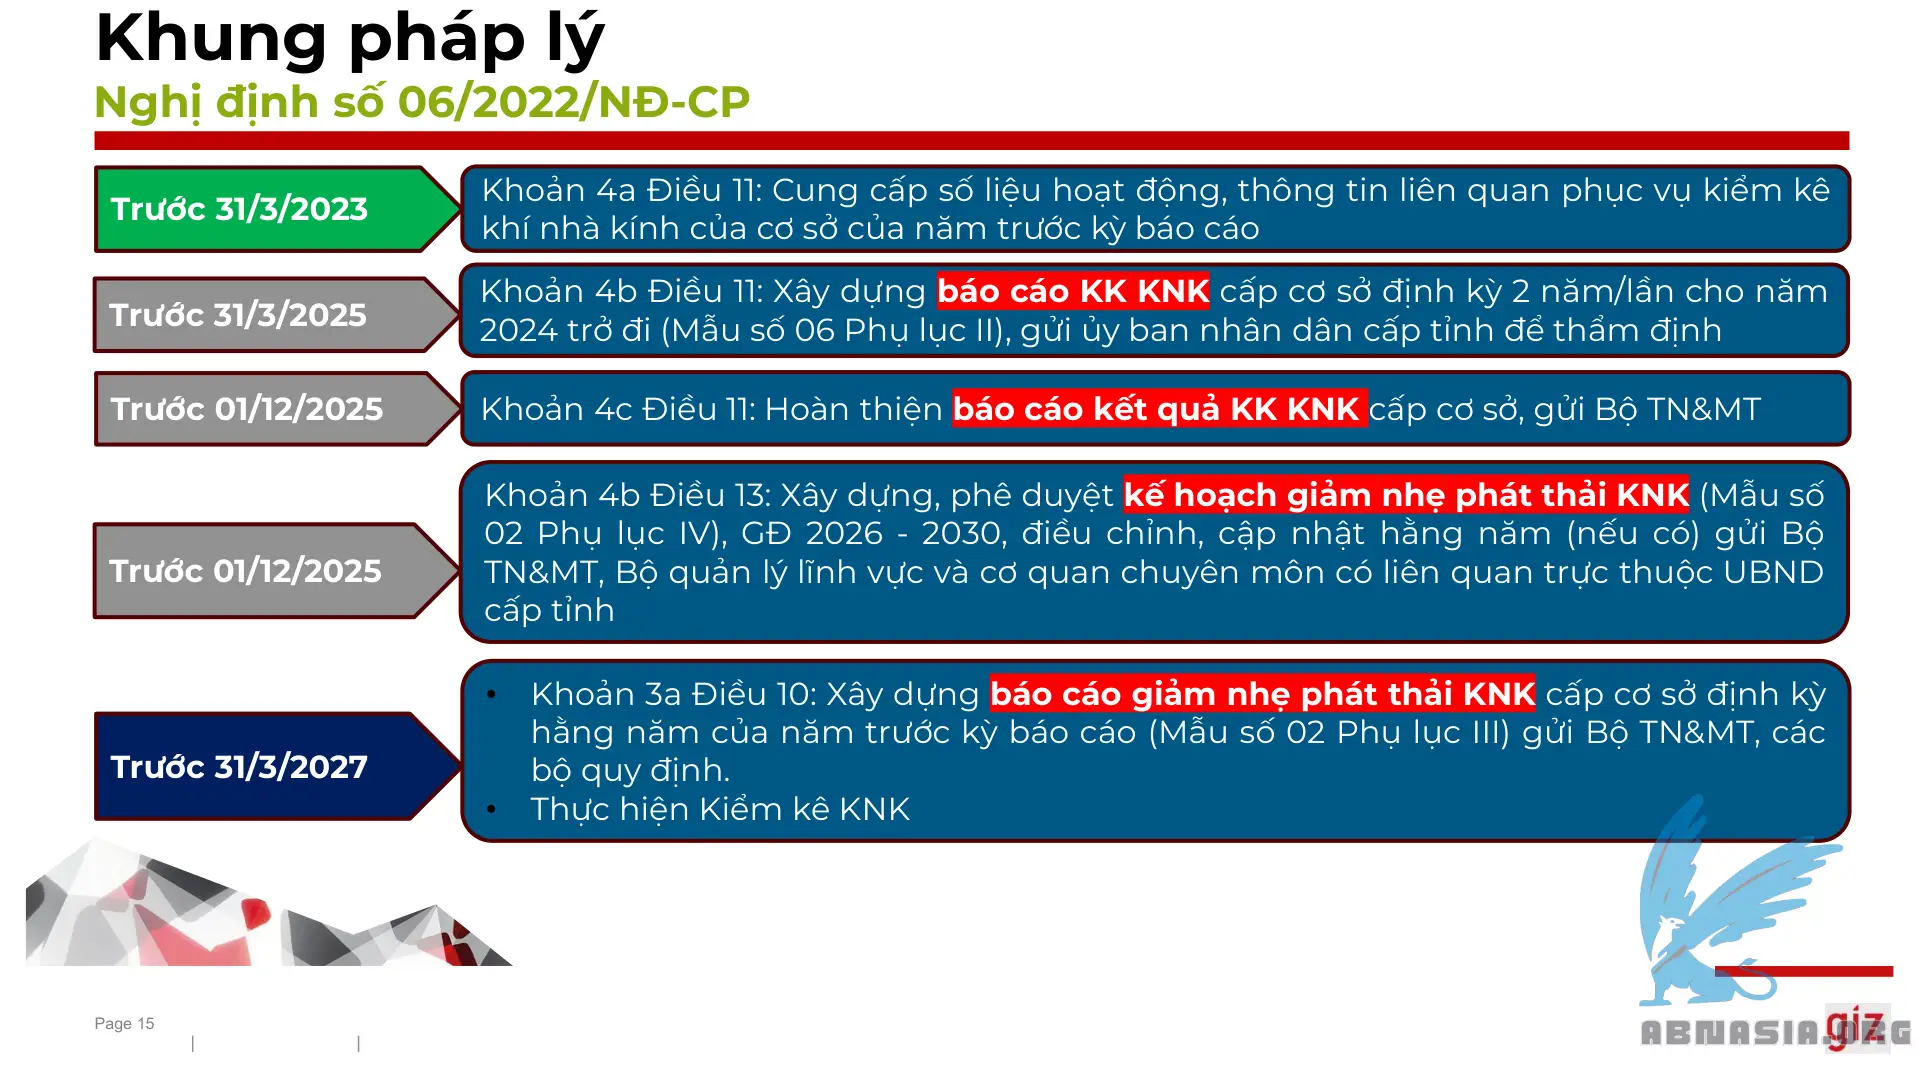 Khung pháp lý
Nghị định số 06/2022/NĐ-CP
Trước 31/3/2023
Khoản 4a Điều 11: Cung cấp số liệu hoạt động, thông tin liên quan phục vụ kiểm kê
khí nhà kính của cơ sở của năm trước kỳ báo cáo
Trước 31/3/2025
Khoản 4b Điều 11: Xây dựng báo cáo KK KNK cấp cơ sở định kỳ 2 năm/lần cho năm
2024 trở đi (Mẫu số 06 Phụ lục II), gửi ủy ban nhân dân cấp tỉnh để thẩm định
Trước 01/12/2025
Khoản 4c Điều 11: Hoàn thiện báo cáo kết quả KK KNK cấp cơ sở, gửi Bộ TN&MT
Trước 01/12/2025
Khoản 4b Điều 13: Xây dựng, phê duyệt kế hoạch giảm nhẹ phát thải KNK (Mẫu số
02 Phụ lục IV), GĐ 2026 - 2030, điều chỉnh, cập nhật hằng năm (nếu có) gửi Bộ
TN&MT, Bộ quản lý lĩnh vực và cơ quan chuyên môn có liên quan trực thuộc UBND
cấp tỉnh
Trước 31/3/2027
• Khoản 3a Điều 10: Xây dựng báo cáo giảm nhẹ phát thải KNK cấp cơ sở định kỳ
hằng năm của năm trước kỳ báo cáo (Mẫu số 02 Phụ lục III) gửi Bộ TN&MT, các
bộ quy định.
• Thực hiện Kiểm kê KNK
Page 15
giz
ABNASIA.ORG